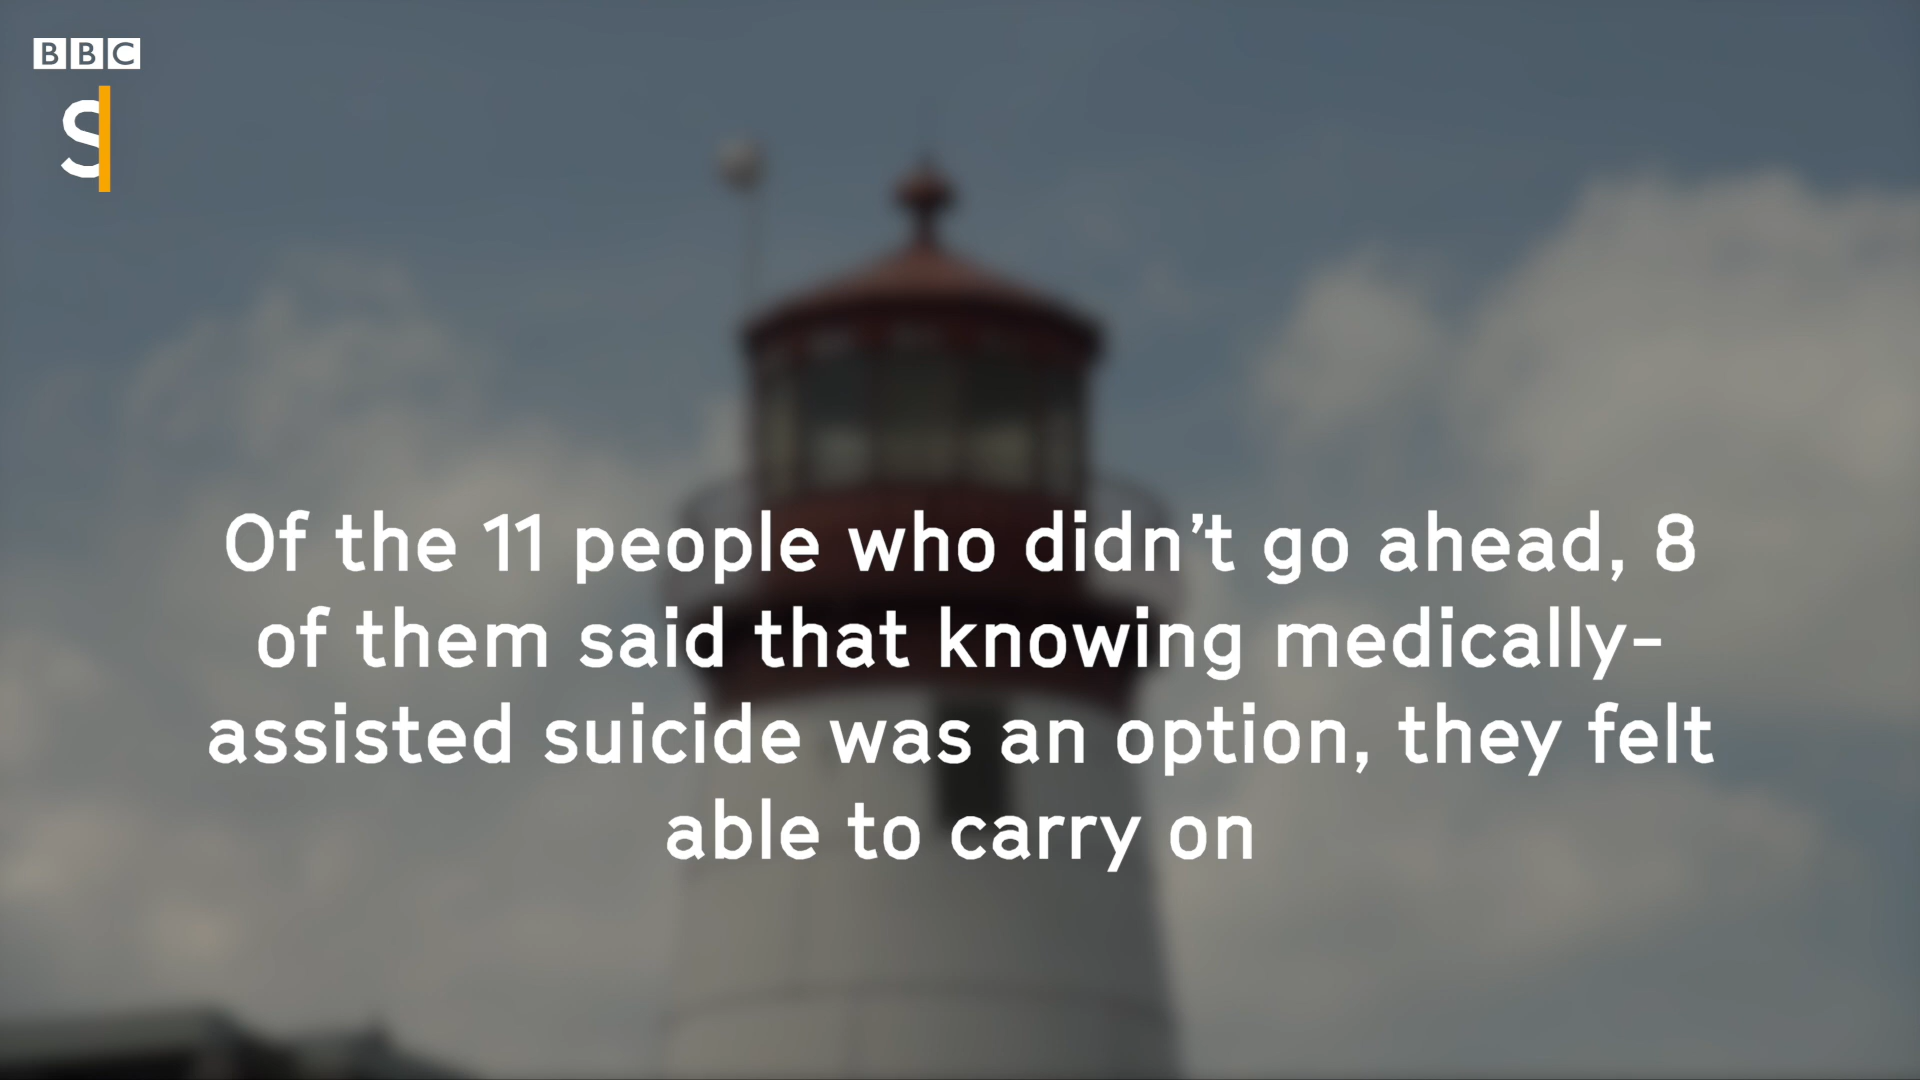 BBC
S
Of the 11 people who didn't go ahead, 8
of them said that knowing medically-
assisted suicide was an option, they felt
able to carry on